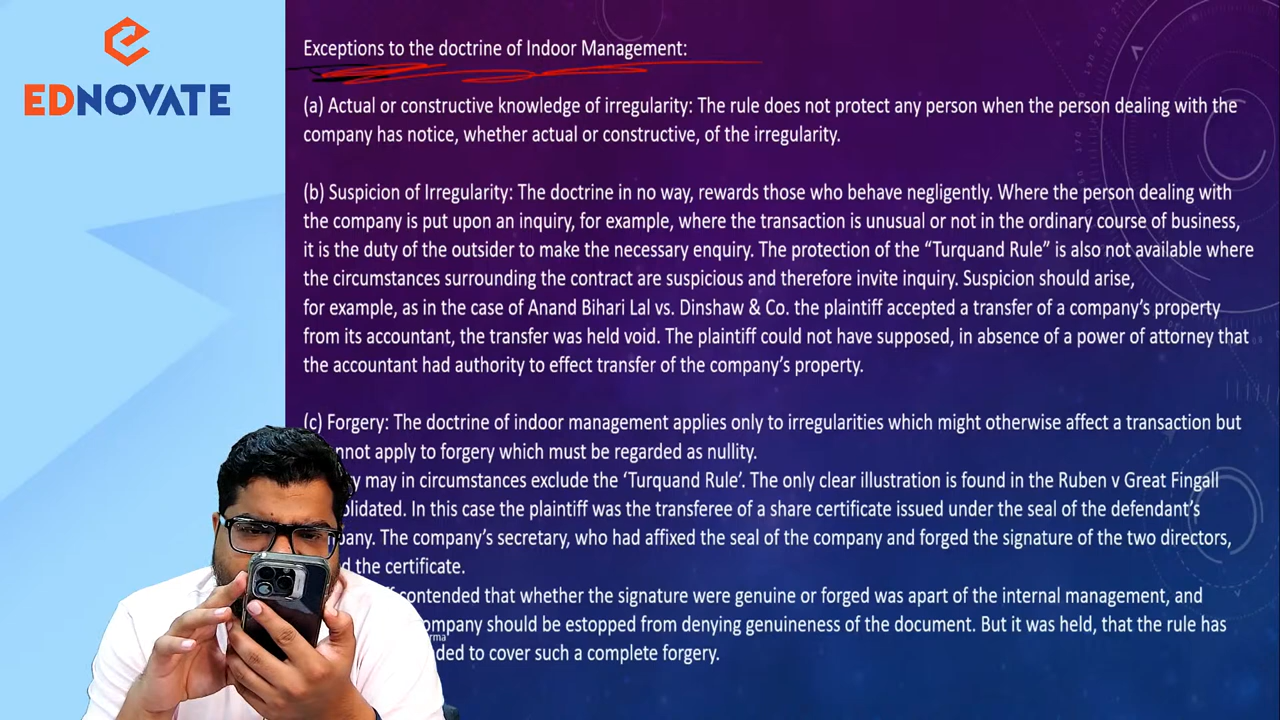 EDNOVATE
Exceptions to the doctrine of Indoor Management:
(a) Actual or constructive knowledge of irregularity: The rule does not protect any person when the person dealing with the
company has notice, whether actual or constructive, of the irregularity.
(b) Suspicion of Irregularity: The doctrine in no way, rewards those who behave negligently. Where the person dealing with
the company is put upon an inquiry, for example, where the transaction is unusual or not in the ordinary course of business,
it is the duty of the outsider to make the necessary enquiry. The protection of the “Turquand Rule” is also not available where
the circumstances surrounding the contract are suspicious and therefore invite inquiry. Suspicion should arise,
for example, as in the case of Anand Bihari Lal vs. Dinshaw & Co. the plaintiff accepted a transfer of a company’s property
from its accountant, the transfer was held void. The plaintiff could not have supposed, in absence of a power of attorney that
the accountant had authority to effect transfer of the company’s property.
(c) Forgery: The doctrine of indoor management applies only to irregularities which might otherwise affect a transaction but
apply to forgery which must be regarded as nullity.
may in circumstances exclude the ‘Turquand Rule’. The only clear illustration is found in the Ruben v Great Fingall
In this case the plaintiff was the transferee of a share certificate issued under the seal of the defendant’s
The company’s secretary, who had affixed the seal of the company and forged the signature of the two directors,
the certificate.
contended that whether the signature were genuine or forged was apart of the internal management, and
company should be estopped from denying genuineness of the document. But it was held, that the rule has
to cover such a complete forgery.